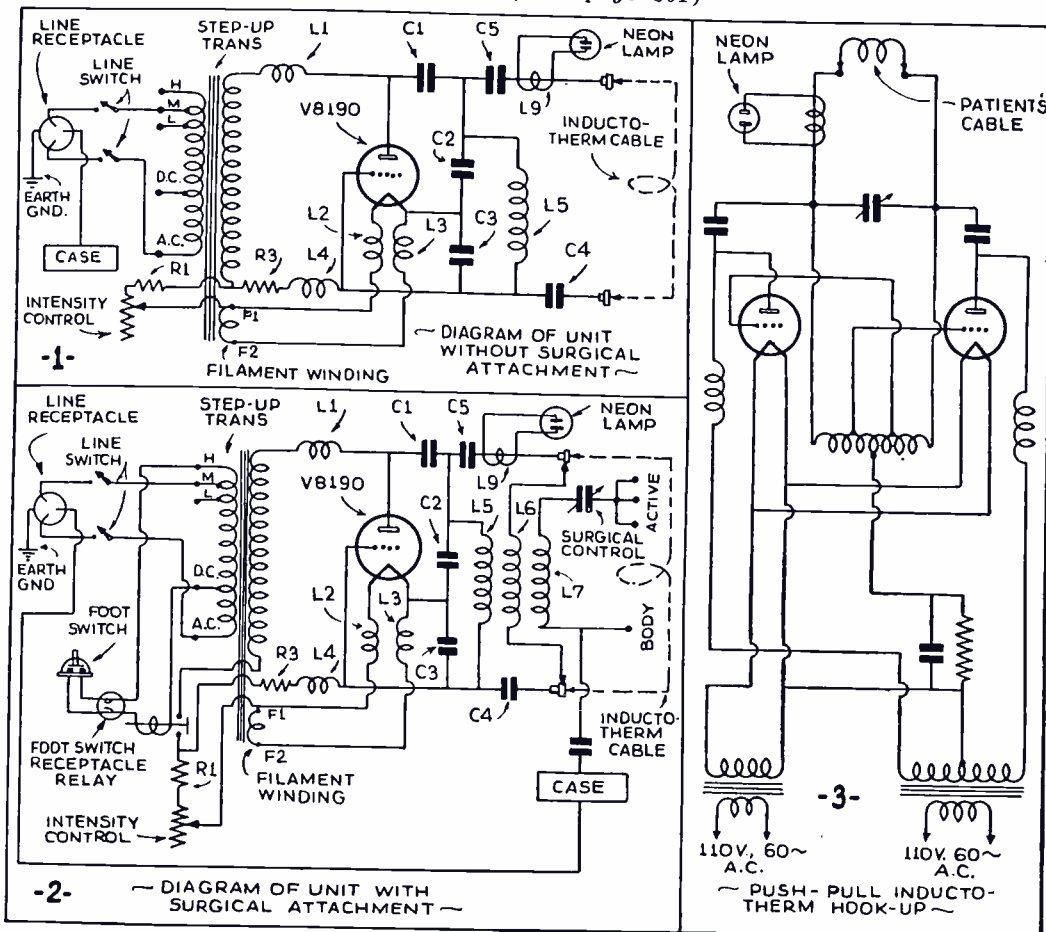 LINE
RECEPTACLE
STEP-UP
TRANS
L1
C1
C5
NEON
LAMP
LINE
SWITCH
H
M
L
V8190
L9
INDUCTO-
THERM CABLE
C2
EARTH
GND.
D.C.
L2
L3
C3
L5
CASE
A.C.
R1
R3
L4
C4
INTENSITY
CONTROL
F1
F2
FILAMENT WINDING
~ DIAGRAM OF UNIT
WITHOUT SURGICAL
ATTACHMENT ~
-1-
LINE
RECEPTACLE
STEP-UP
TRANS
L1
C1
C5
NEON
LAMP
LINE
SWITCH
H
M
L
V8190
L9
C2
L5
L6
ACTIVE
SURGICAL
CONTROL
EARTH
GND
D.C.
L2
L3
L7
FOOT
SWITCH
A.C.
BODY
C3
R3
L4
C4
F1
F2
INDUCTO-
THERM
CABLE
FOOT SWITCH
RECEPTACLE
RELAY
R1
FILAMENT
WINDING
CASE
INTENSITY
CONTROL
-2-
~ DIAGRAM OF UNIT WITH
SURGICAL ATTACHMENT ~
NEON
LAMP
PATIENT'S
CABLE
-3-
110V, 60~
A.C.
110V. 60~
A.C.
~ PUSH-PULL INDUCTO-
THERM HOOK-UP ~